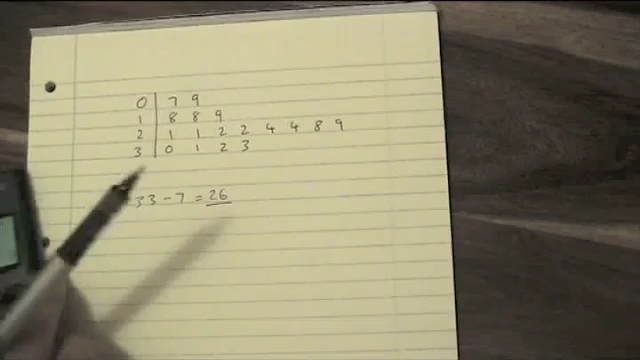 0 | 7 9
1 | 8 8 9
2 | 1 1 2 2 4 4 8 9
3 | 0 1 2 3
33 - 7 = 26